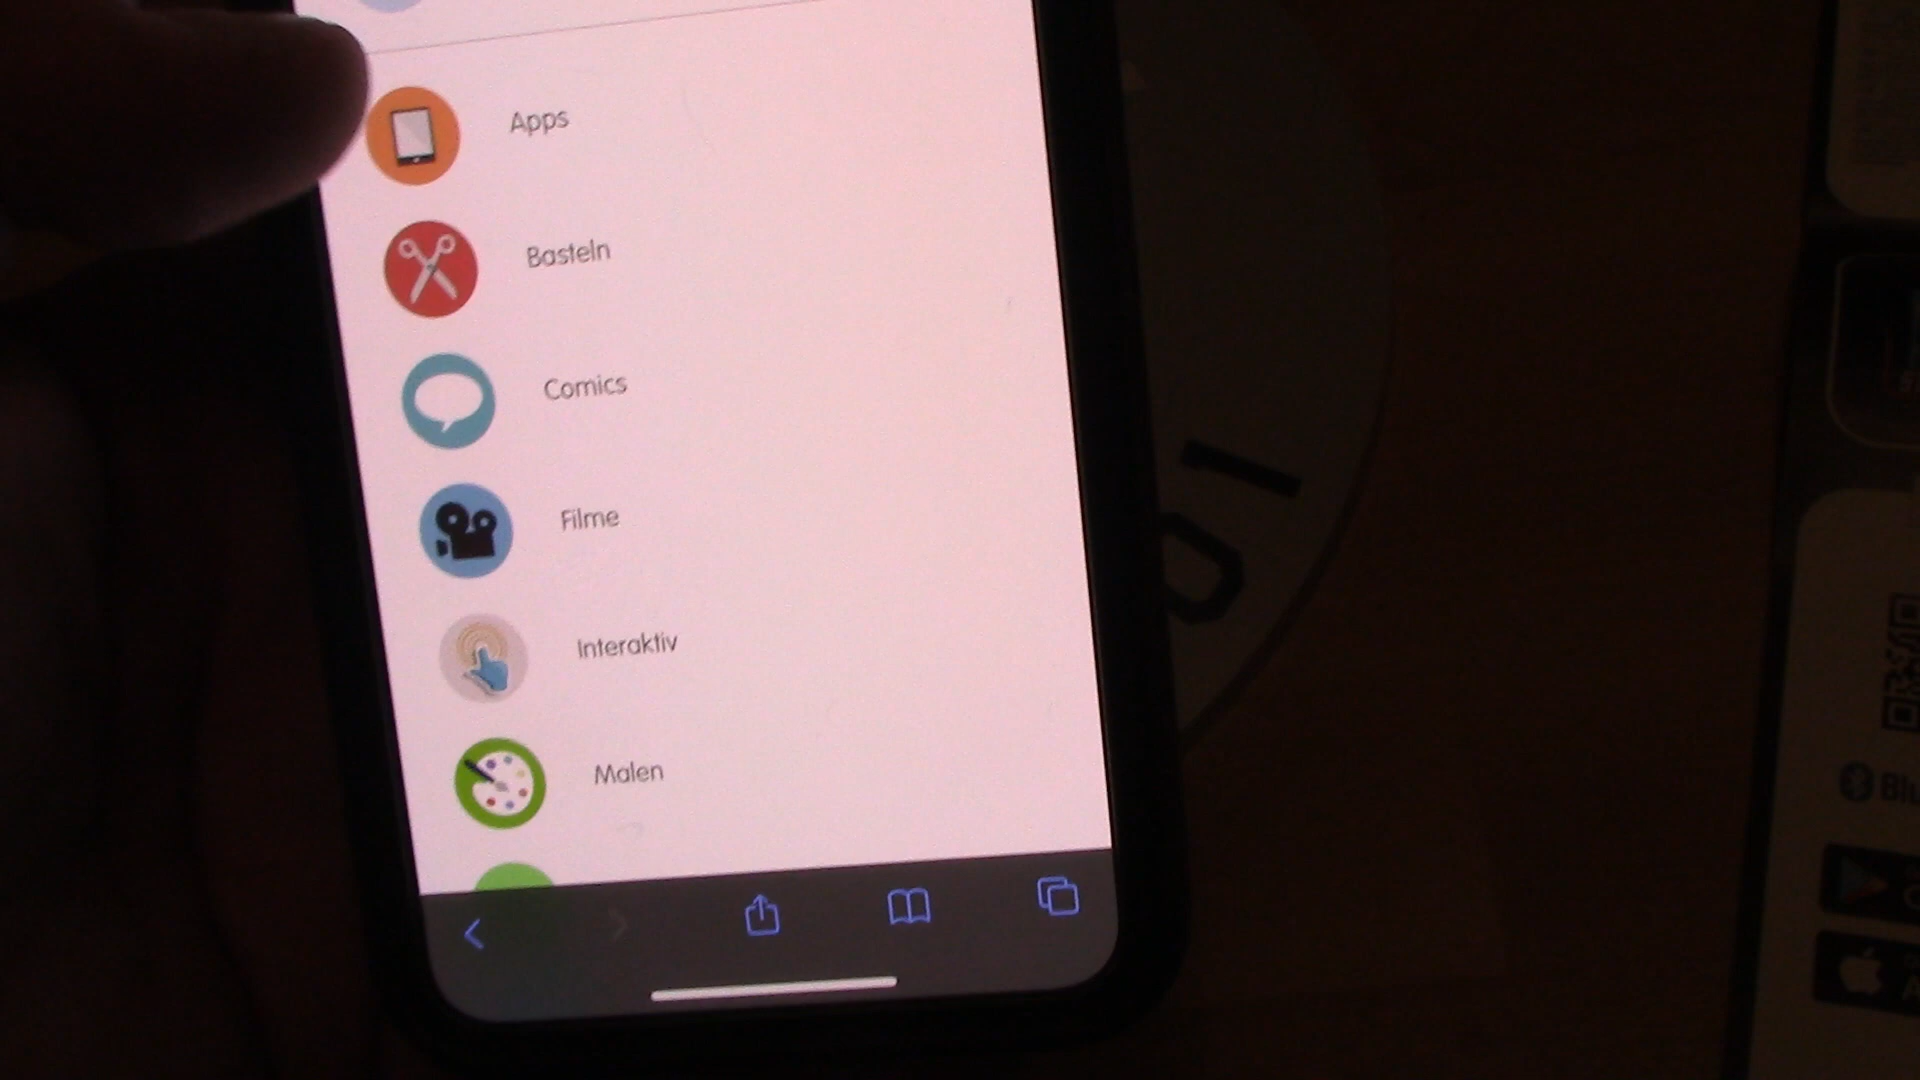 Apps
Basteln
Comics
Filme
Interaktiv
Malen